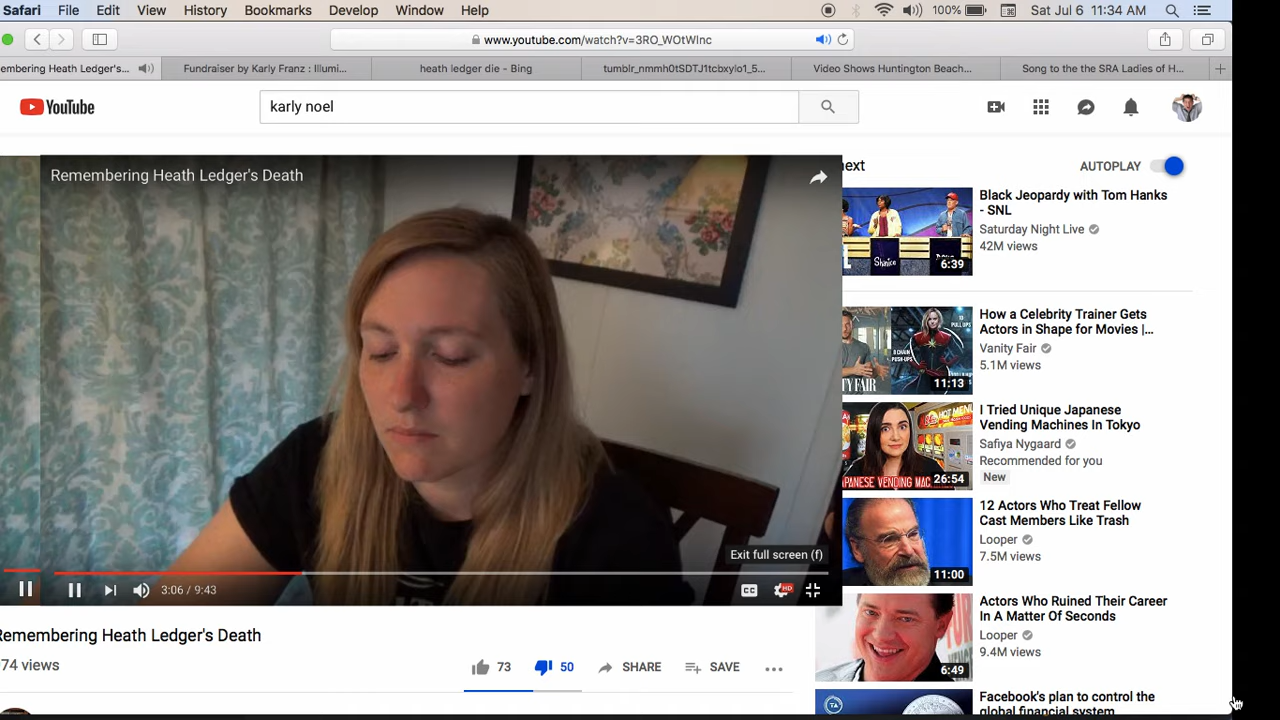 Safari File Edit View History Bookmarks Develop Window Help 100% Sat Jul 6 11:34 AM
www.youtube.com/watch?v=3RO_WOtWInc
embering Heath Ledger's... Fundraiser by Karly Franz : Illumi... heath ledger die - Bing tumblr_nmmh0tSDTJ1tcbxylo1_5... Video Shows Huntington Beach... Song to the the SRA Ladies of H...
YouTube karly noel
Remembering Heath Ledger's Death
ext AUTOPLAY
Black Jeopardy with Tom Hanks
- SNL
Saturday Night Live
42M views
6:39
How a Celebrity Trainer Gets
Actors in Shape for Movies |...
Vanity Fair
5.1M views
TY FAIR
11:13
I Tried Unique Japanese
Vending Machines In Tokyo
Safiya Nygaard
Recommended for you
New
APANESE VENDING MAC
26:54
12 Actors Who Treat Fellow
Cast Members Like Trash
Looper
7.5M views
11:00
Actors Who Ruined Their Career
In A Matter Of Seconds
Looper
9.4M views
6:49
Facebook's plan to control the
global financial system
Exit full screen (f)
3:06 / 9:43 CC HD
Remembering Heath Ledger's Death
74 views
73 50 SHARE SAVE